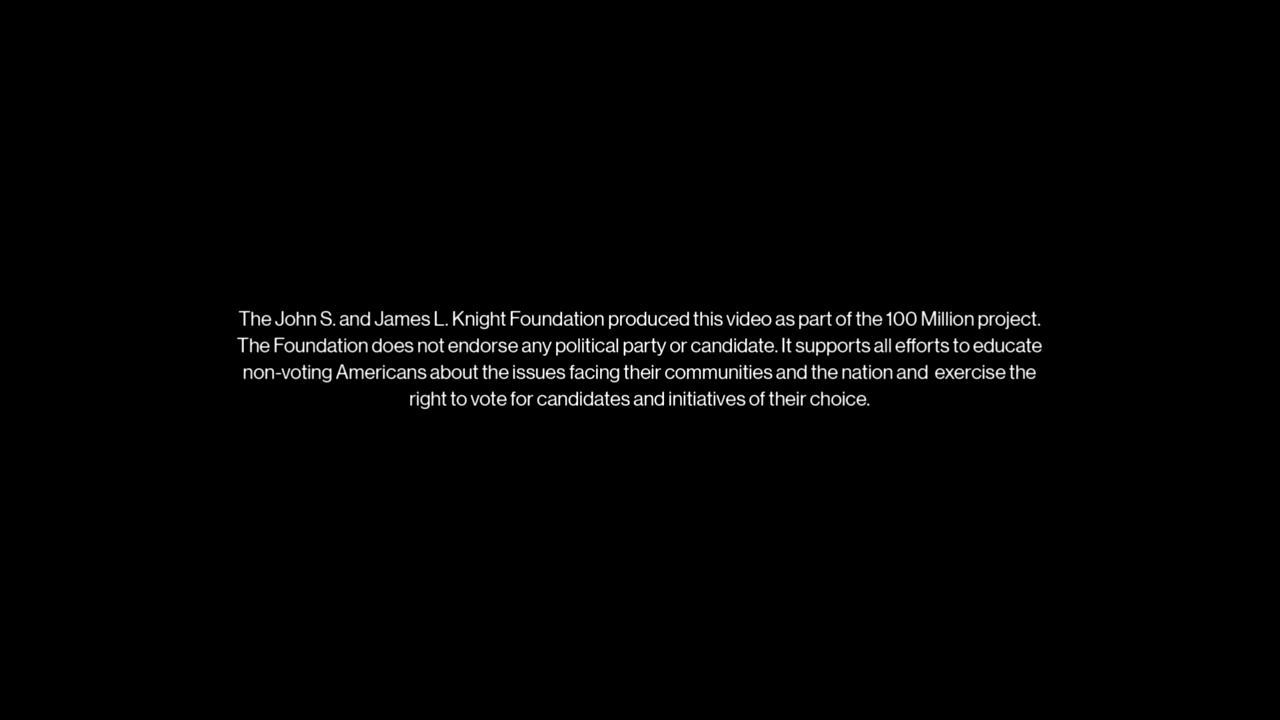 The John S. and James L. Knight Foundation produced this video as part of the 100 Million project.
The Foundation does not endorse any political party or candidate. It supports all efforts to educate
non-voting Americans about the issues facing their communities and the nation and exercise the
right to vote for candidates and initiatives of their choice.